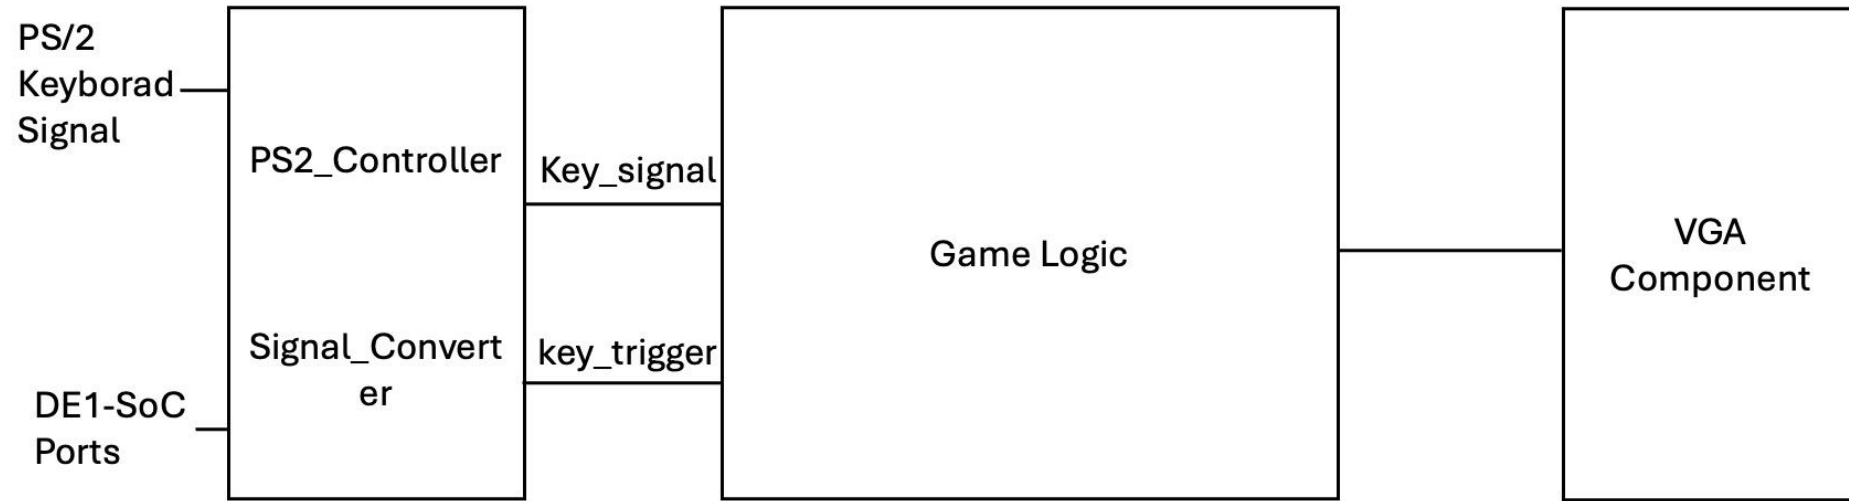 PS/2
Keyborad
Signal
PS2_Controller
Key_signal
Game Logic
VGA
Component
Signal_Convert
er
key_trigger
DE1-SoC
Ports